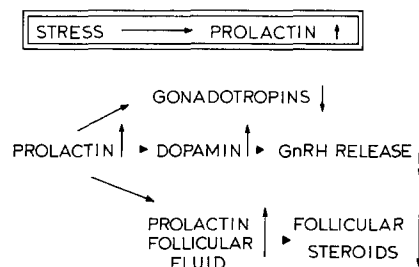 STRESS → PROLACTIN ↑
GONADOTROPINS ↓
PROLACTIN ↑ ▸ DOPAMIN ↑ ▸ GnRH RELEASE ↓
PROLACTIN ↑ ▸ FOLLICULAR ↓
FOLLICULAR STEROIDS
FLUID